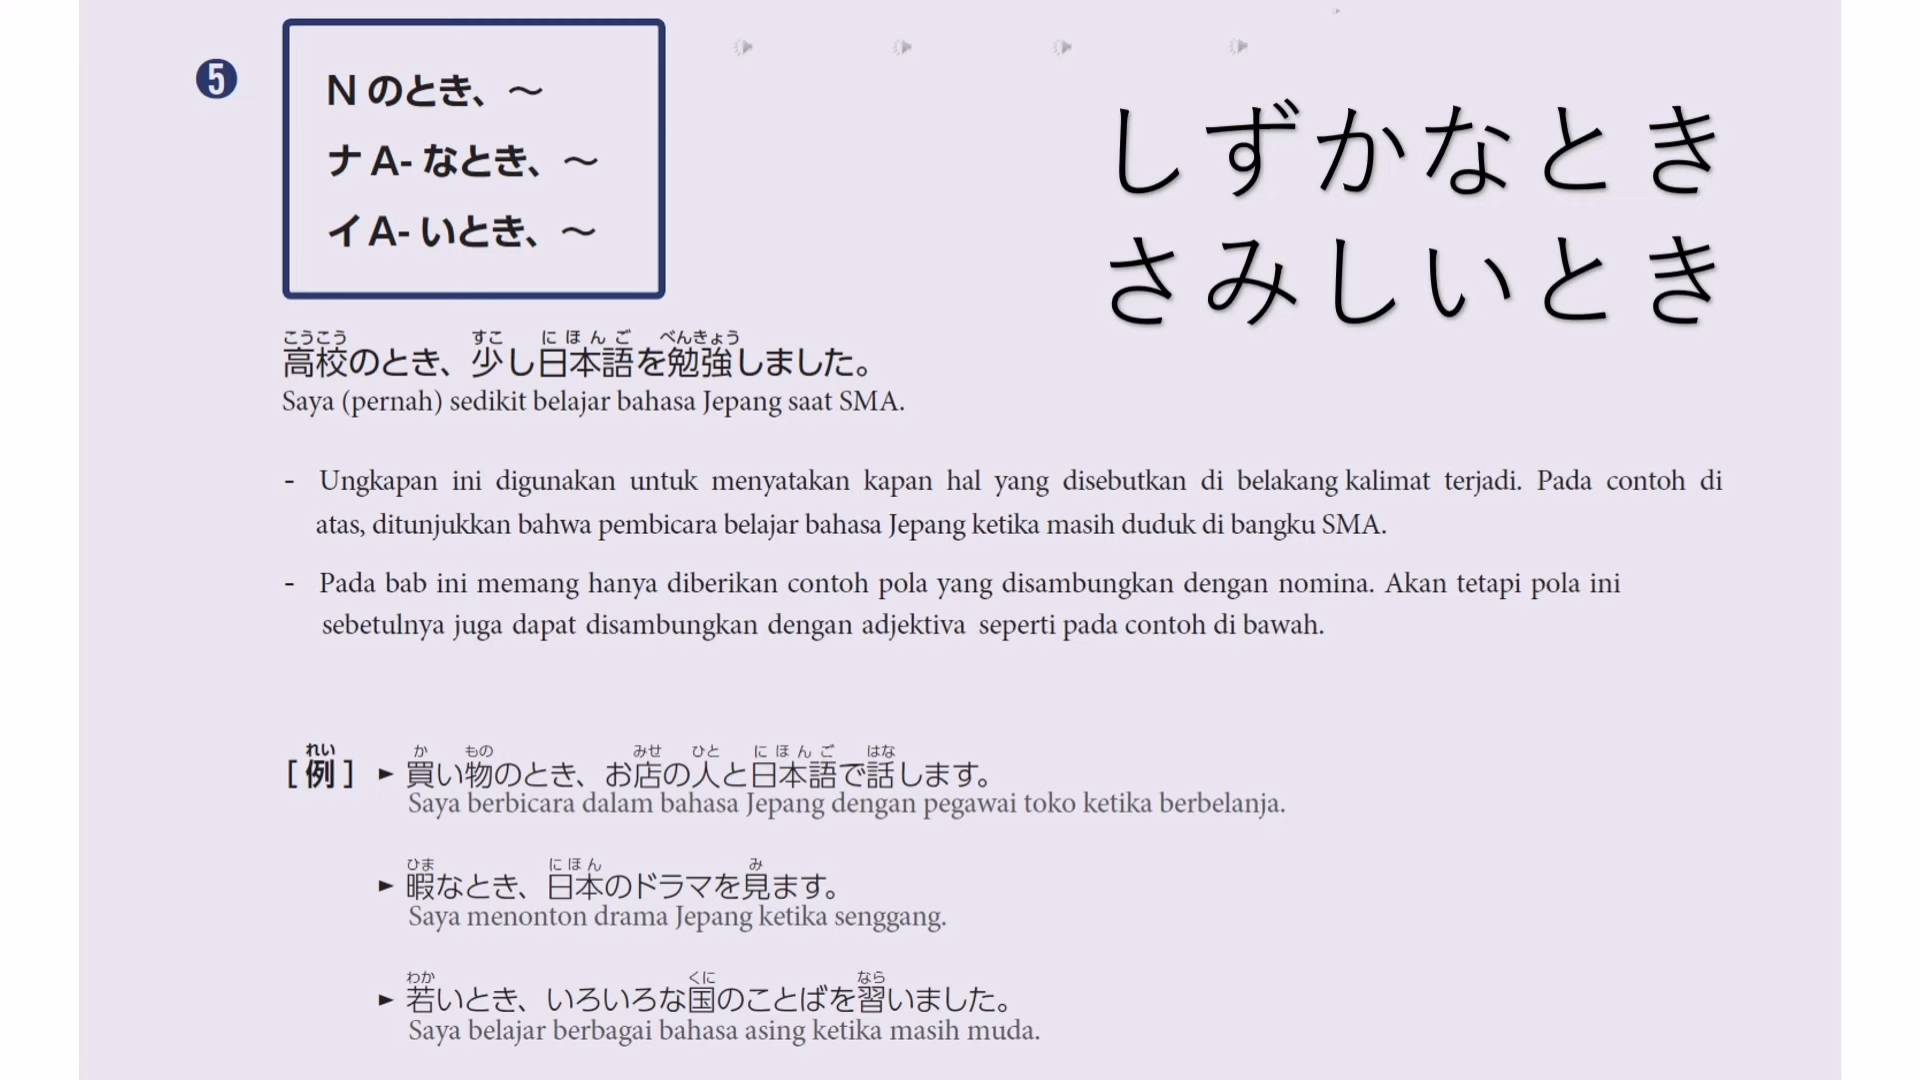 5
N のとき、～
ナ A- なとき、～
イ A- いとき、～
しずかなとき
さみしいとき
こうこう すこ にほんご べんきょう
高校のとき、少し日本語を勉強しました。
Saya (pernah) sedikit belajar bahasa Jepang saat SMA.
- Ungkapan ini digunakan untuk menyatakan kapan hal yang disebutkan di belakang kalimat terjadi. Pada contoh di
atas, ditunjukkan bahwa pembicara belajar bahasa Jepang ketika masih duduk di bangku SMA.
- Pada bab ini memang hanya diberikan contoh pola yang disambungkan dengan nomina. Akan tetapi pola ini
sebetulnya juga dapat disambungkan dengan adjektiva seperti pada contoh di bawah.
れい か もの みせ ひと にほんご はな
[例] ► 買い物のとき、お店の人と日本語で話します。
Saya berbicara dalam bahasa Jepang dengan pegawai toko ketika berbelanja.
ひま にほん み
► 暇なとき、日本のドラマを見ます。
Saya menonton drama Jepang ketika senggang.
わか くに なら
► 若いとき、いろいろな国のことばを習いました。
Saya belajar berbagai bahasa asing ketika masih muda.